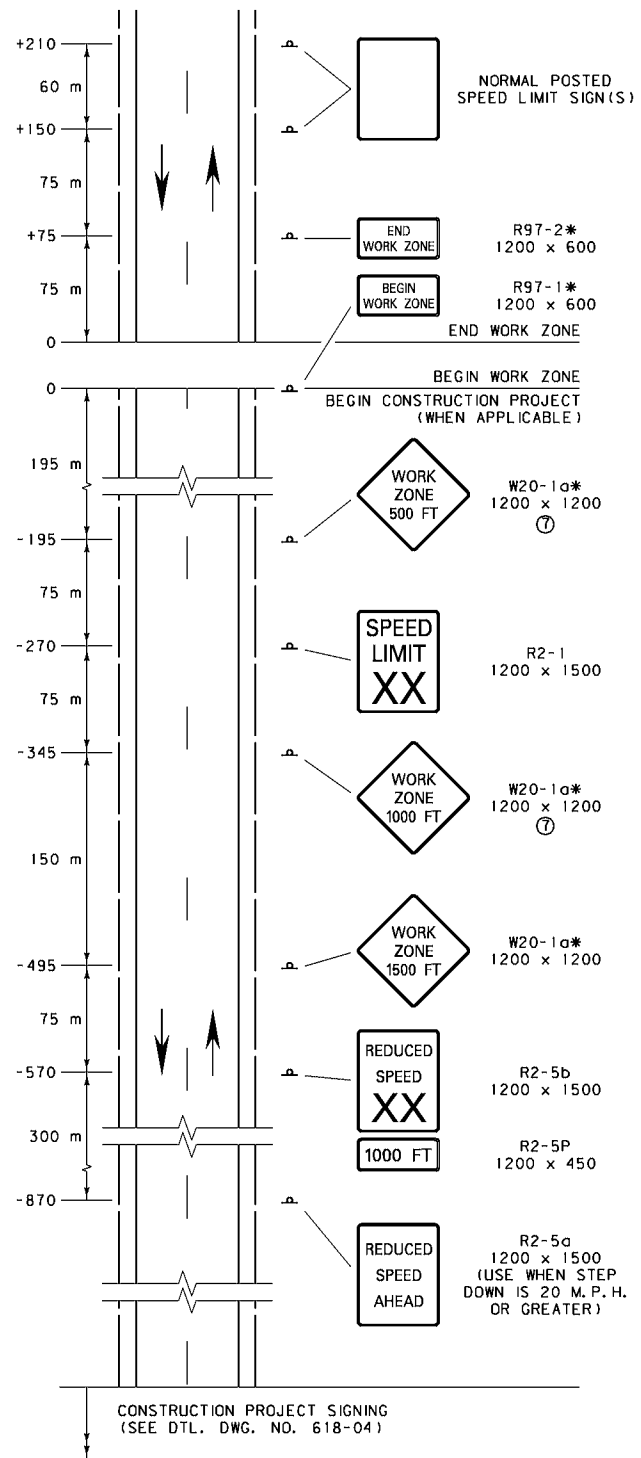 +210
60 m
NORMAL POSTED
SPEED LIMIT SIGN(S)
+150
75 m
+75
END
WORK ZONE
R97-2*
1200 x 600
75 m
BEGIN
WORK ZONE
R97-1*
1200 x 600
0
END WORK ZONE
0
BEGIN WORK ZONE
BEGIN CONSTRUCTION PROJECT
(WHEN APPLICABLE)
195 m
WORK
ZONE
500 FT
W20-1a*
1200 x 1200
7
-195
75 m
-270
SPEED
LIMIT
XX
R2-1
1200 x 1500
75 m
-345
WORK
ZONE
1000 FT
W20-1a*
1200 x 1200
7
150 m
-495
WORK
ZONE
1500 FT
W20-1a*
1200 x 1200
75 m
-570
REDUCED
SPEED
XX
R2-5b
1200 x 1500
300 m
1000 FT
R2-5P
1200 x 450
-870
REDUCED
SPEED
AHEAD
R2-5a
1200 x 1500
(USE WHEN STEP
DOWN IS 20 M.P.H.
OR GREATER)
CONSTRUCTION PROJECT SIGNING
(SEE DTL. DWG. NO. 618-04)